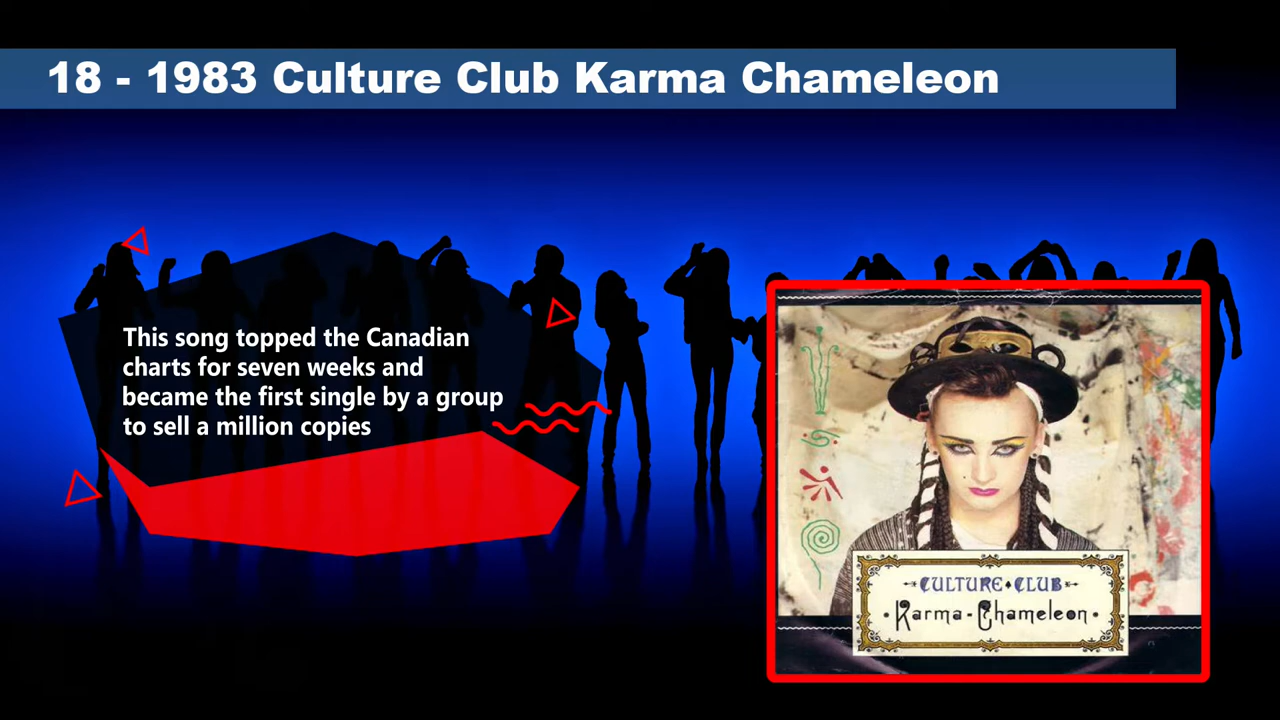 18 - 1983 Culture Club Karma Chameleon
This song topped the Canadian
charts for seven weeks and
became the first single by a group
to sell a million copies
CULTURE CLUB
Karma-Chameleon